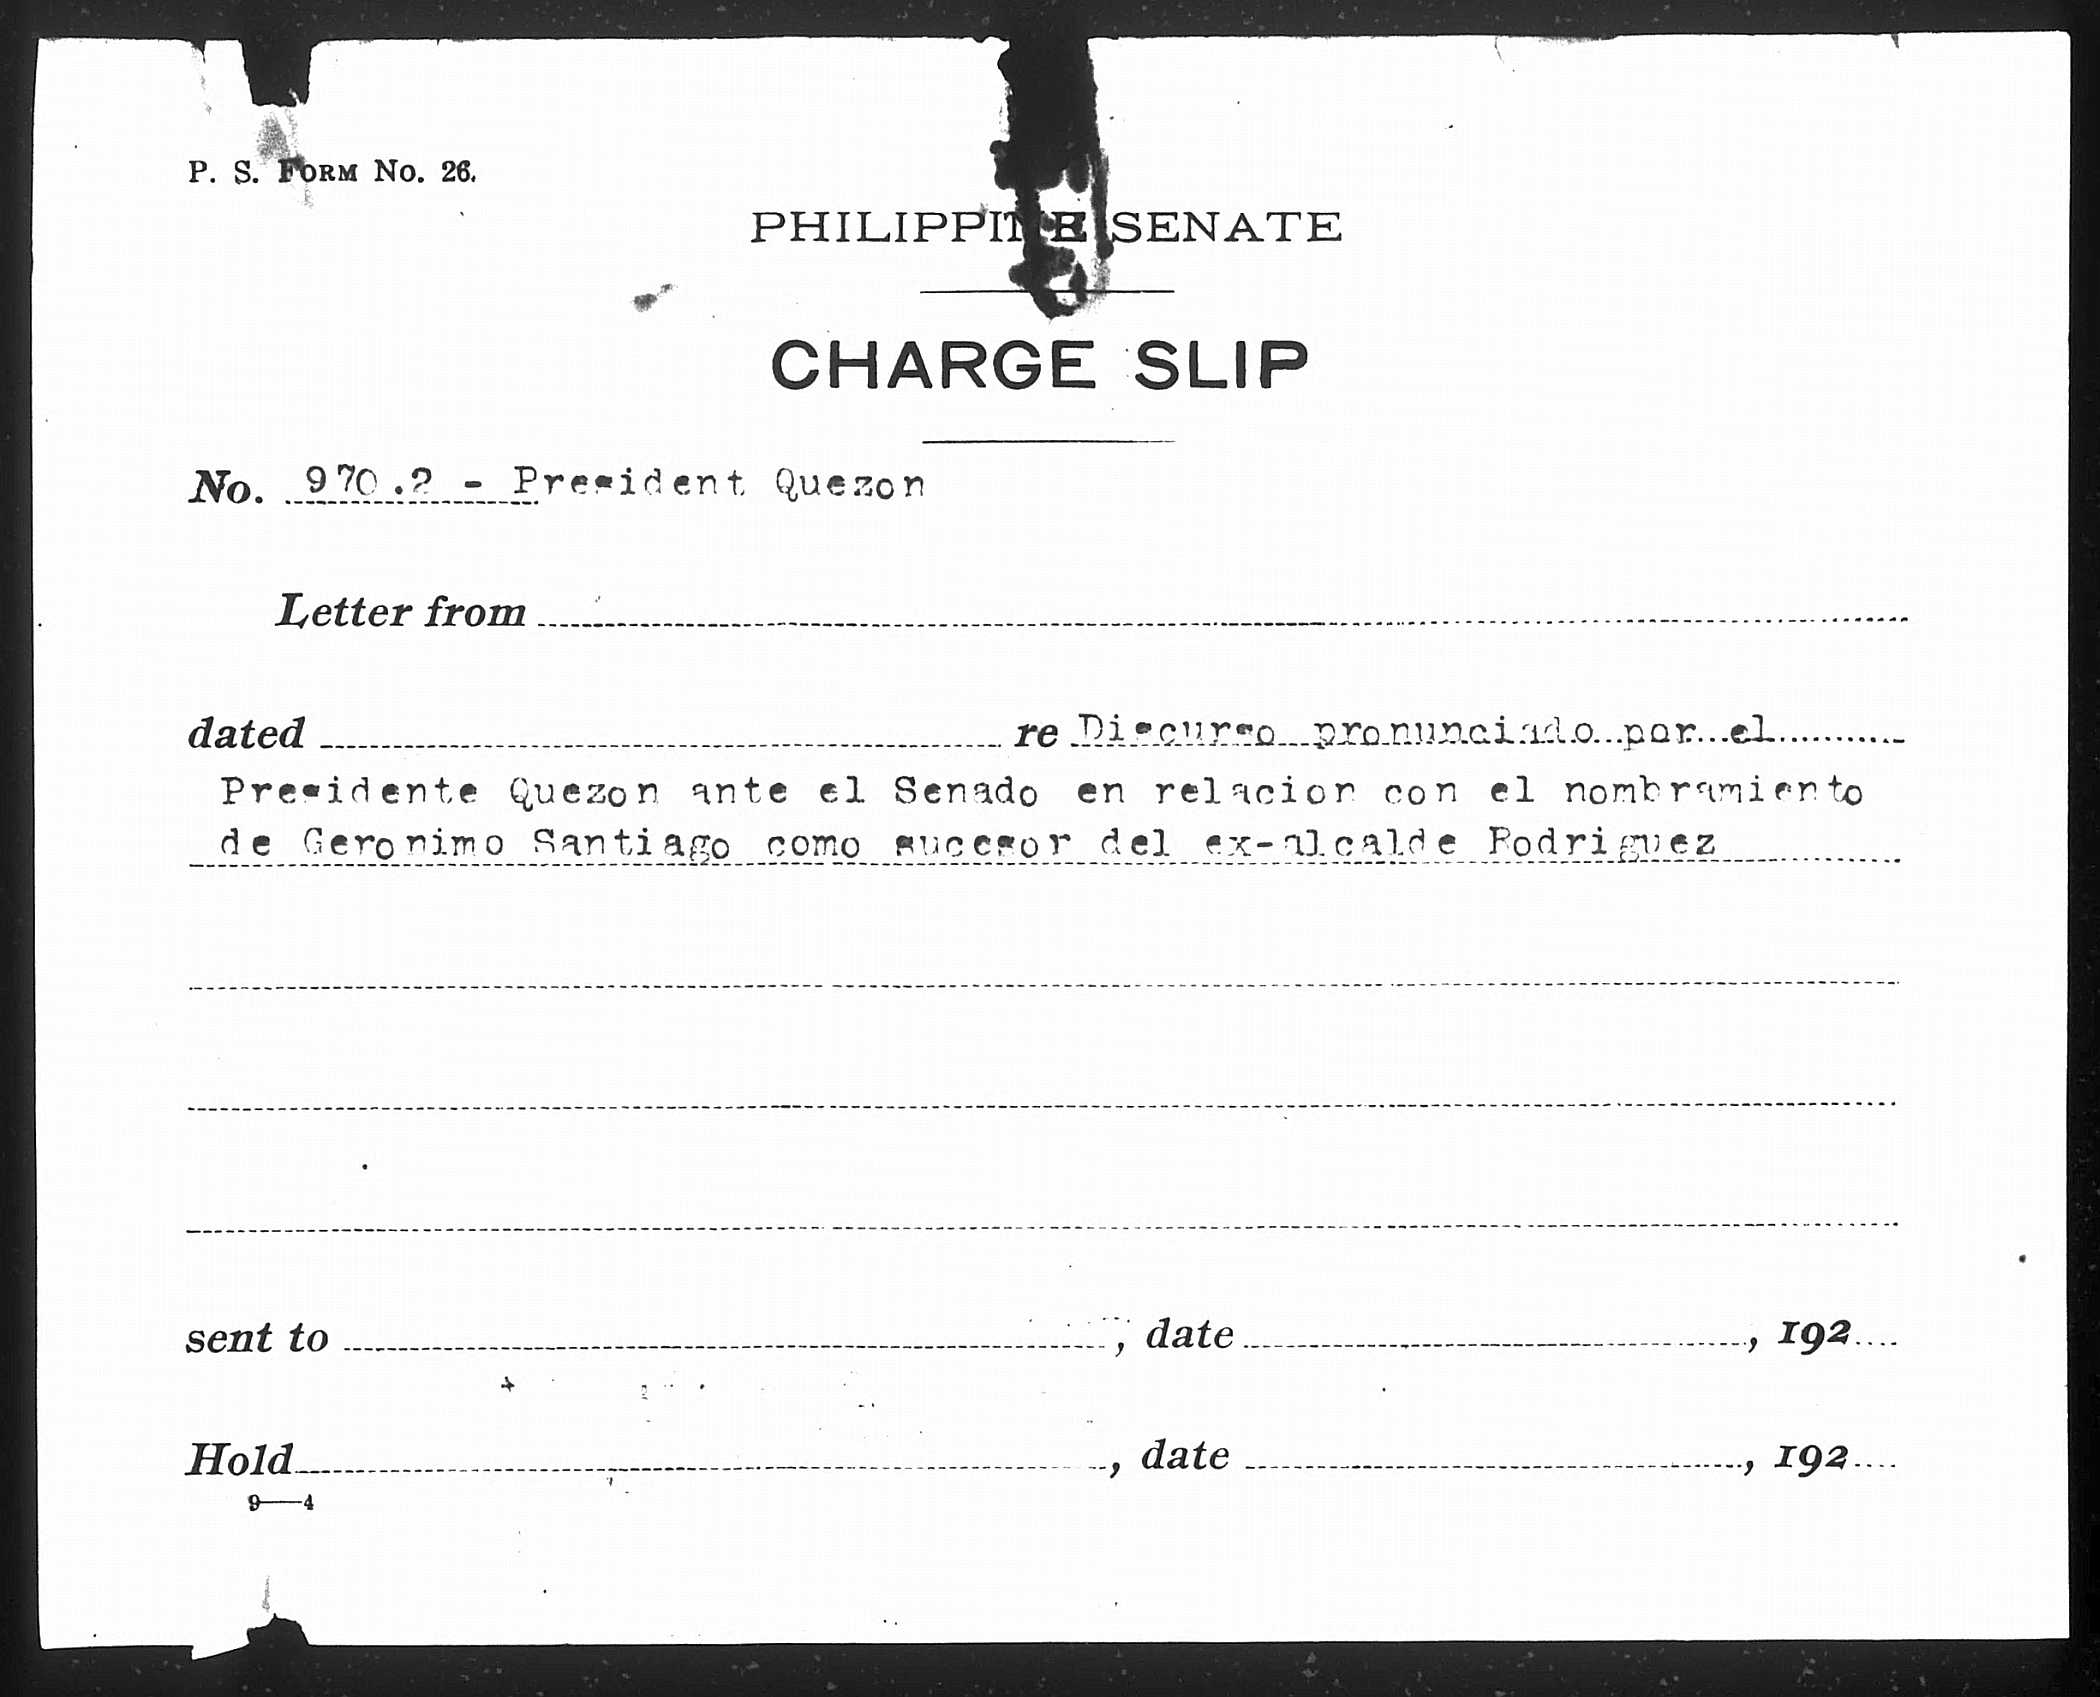 P. S. FORM No. 26.
PHILIPPINE SENATE
CHARGE SLIP
No. 970.2 - President Quezon
Letter from
dated re Discurso pronunciado por el
Presidente Quezon ante el Senado en relacion con el nombramiento
de Geronimo Santiago como sucesor del ex-alcalde Rodriguez
sent to , date , 192
Hold , date , 192
9—4